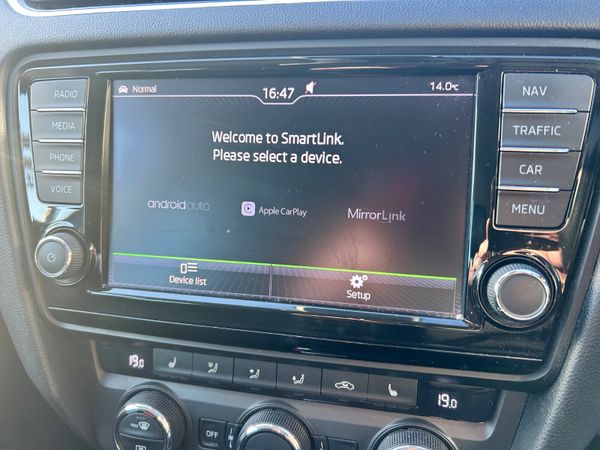 RADIO
MEDIA
PHONE
VOICE
Normal
16:47
14.0°C
Welcome to SmartLink.
Please select a device.
androidauto
Apple CarPlay
MirrorLink
Device list
Setup
NAV
TRAFFIC
CAR
MENU
19.0
19.0
MAX
OFF